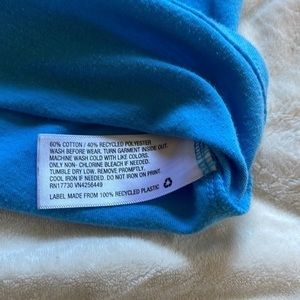 60% COTTON / 40% RECYCLED POLYESTER
WASH BEFORE WEAR, TURN GARMENT INSIDE OUT.
MACHINE WASH COLD WITH LIKE COLORS.
ONLY NON- CHLORINE BLEACH IF NEEDED.
TUMBLE DRY LOW. REMOVE PROMPTLY.
COOL IRON IF NEEDED. DO NOT IRON ON PRINT.
RN17730 VN4256449
LABEL MADE FROM 100% RECYCLED PLASTIC